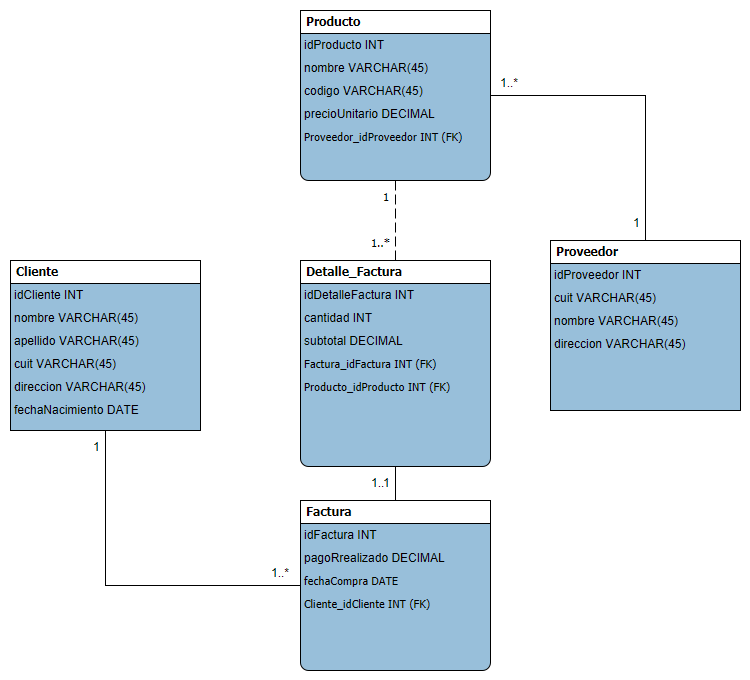 Producto
idProducto INT
nombre VARCHAR(45)
codigo VARCHAR(45)
precioUnitario DECIMAL
Proveedor_idProveedor INT (FK)
1..*
1
1..*
1
Proveedor
idProveedor INT
cuit VARCHAR(45)
nombre VARCHAR(45)
direccion VARCHAR(45)
Cliente
idCliente INT
nombre VARCHAR(45)
apellido VARCHAR(45)
cuit VARCHAR(45)
direccion VARCHAR(45)
fechaNacimiento DATE
Detalle_Factura
idDetalleFactura INT
cantidad INT
subtotal DECIMAL
Factura_idFactura INT (FK)
Producto_idProducto INT (FK)
1
1..1
1..*
Factura
idFactura INT
pagoRrealizado DECIMAL
fechaCompra DATE
Cliente_idCliente INT (FK)